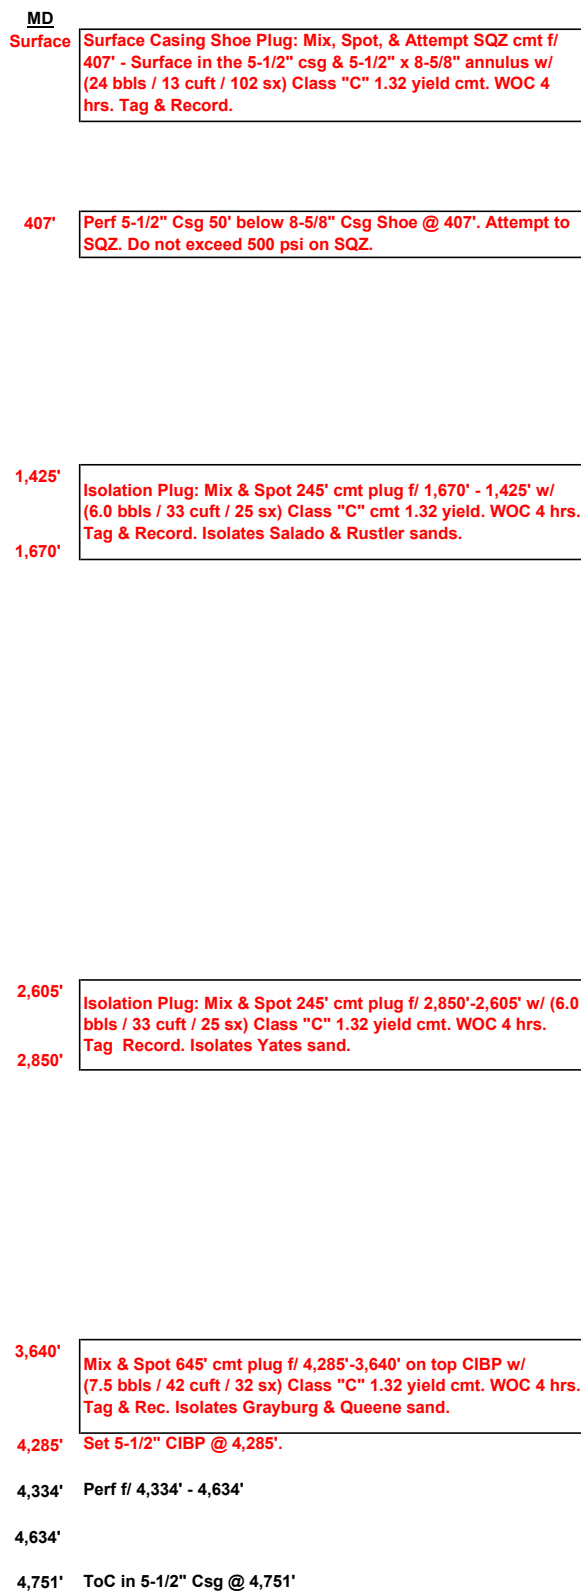 MD
Surface
Surface Casing Shoe Plug: Mix, Spot, & Attempt SQZ cmt f/
407' - Surface in the 5-1/2" csg & 5-1/2" x 8-5/8" annulus w/
(24 bbls / 13 cuft / 102 sx) Class "C" 1.32 yield cmt. WOC 4
hrs. Tag & Record.
407'
Perf 5-1/2" Csg 50' below 8-5/8" Csg Shoe @ 407'. Attempt to
SQZ. Do not exceed 500 psi on SQZ.
1,425'
Isolation Plug: Mix & Spot 245' cmt plug f/ 1,670' - 1,425' w/
(6.0 bbls / 33 cuft / 25 sx) Class "C" cmt 1.32 yield. WOC 4 hrs.
Tag & Record. Isolates Salado & Rustler sands.
1,670'
2,605'
Isolation Plug: Mix & Spot 245' cmt plug f/ 2,850'-2,605' w/ (6.0
bbls / 33 cuft / 25 sx) Class "C" 1.32 yield cmt. WOC 4 hrs.
Tag  Record. Isolates Yates sand.
2,850'
3,640'
Mix & Spot 645' cmt plug f/ 4,285'-3,640' on top CIBP w/
(7.5 bbls / 42 cuft / 32 sx) Class "C" 1.32 yield cmt. WOC 4 hrs.
Tag & Rec. Isolates Grayburg & Queene sand.
4,285' Set 5-1/2" CIBP @ 4,285'.
4,334' Perf f/ 4,334' - 4,634'
4,634'
4,751' ToC in 5-1/2" Csg @ 4,751'